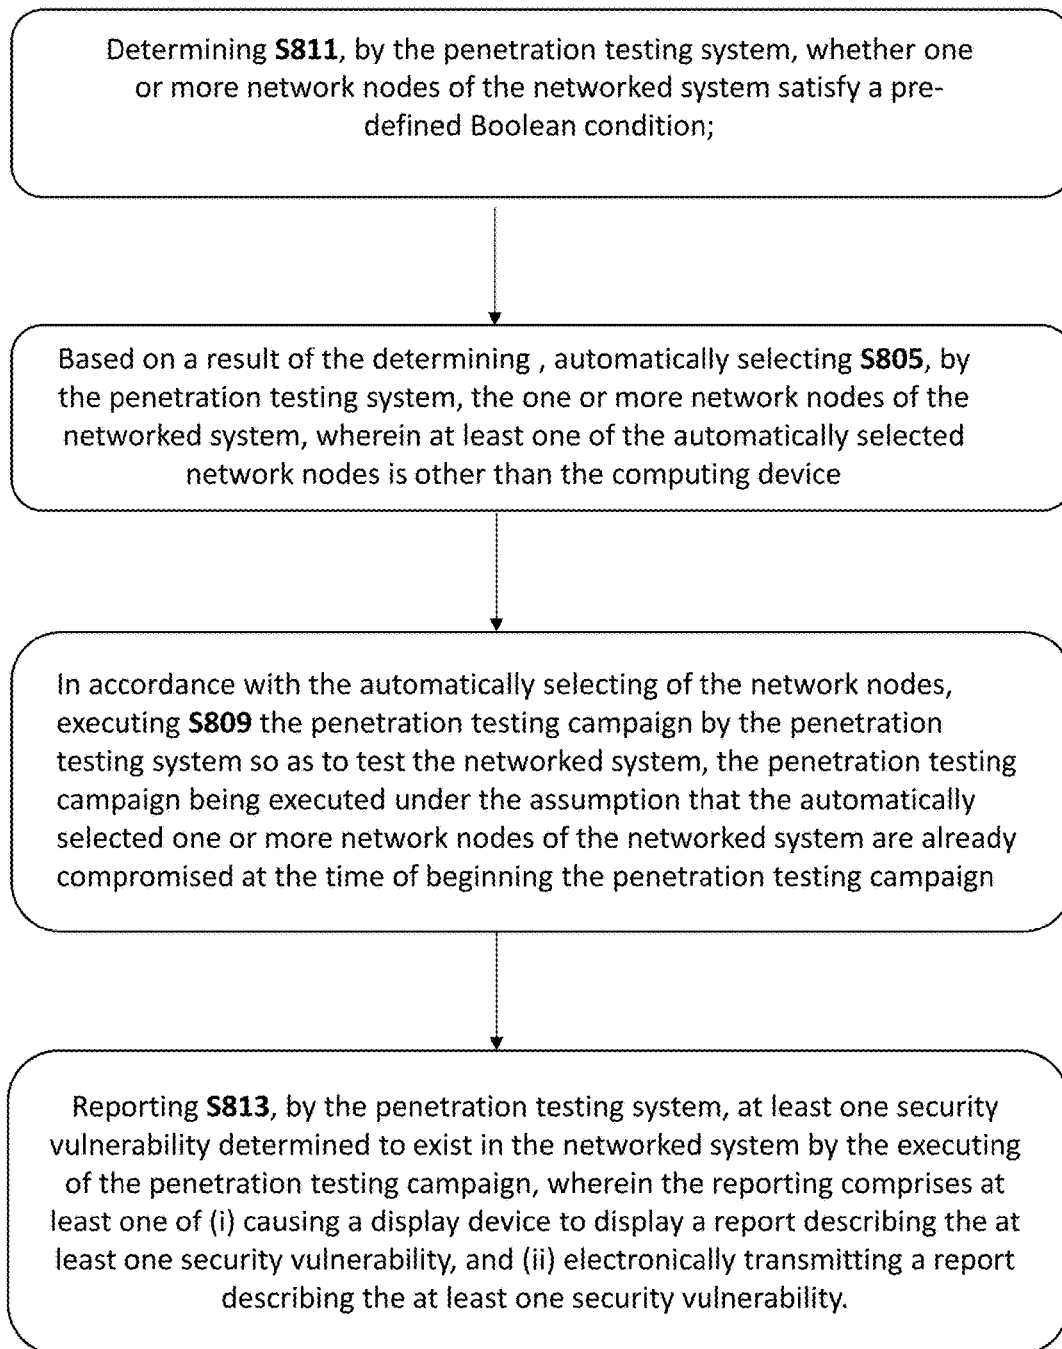 Determining S811, by the penetration testing system, whether one
or more network nodes of the networked system satisfy a pre-
defined Boolean condition;
Based on a result of the determining , automatically selecting S805, by
the penetration testing system, the one or more network nodes of the
networked system, wherein at least one of the automatically selected
network nodes is other than the computing device
In accordance with the automatically selecting of the network nodes,
executing S809 the penetration testing campaign by the penetration
testing system so as to test the networked system, the penetration testing
campaign being executed under the assumption that the automatically
selected one or more network nodes of the networked system are already
compromised at the time of beginning the penetration testing campaign
Reporting S813, by the penetration testing system, at least one security
vulnerability determined to exist in the networked system by the executing
of the penetration testing campaign, wherein the reporting comprises at
least one of (i) causing a display device to display a report describing the at
least one security vulnerability, and (ii) electronically transmitting a report
describing the at least one security vulnerability.